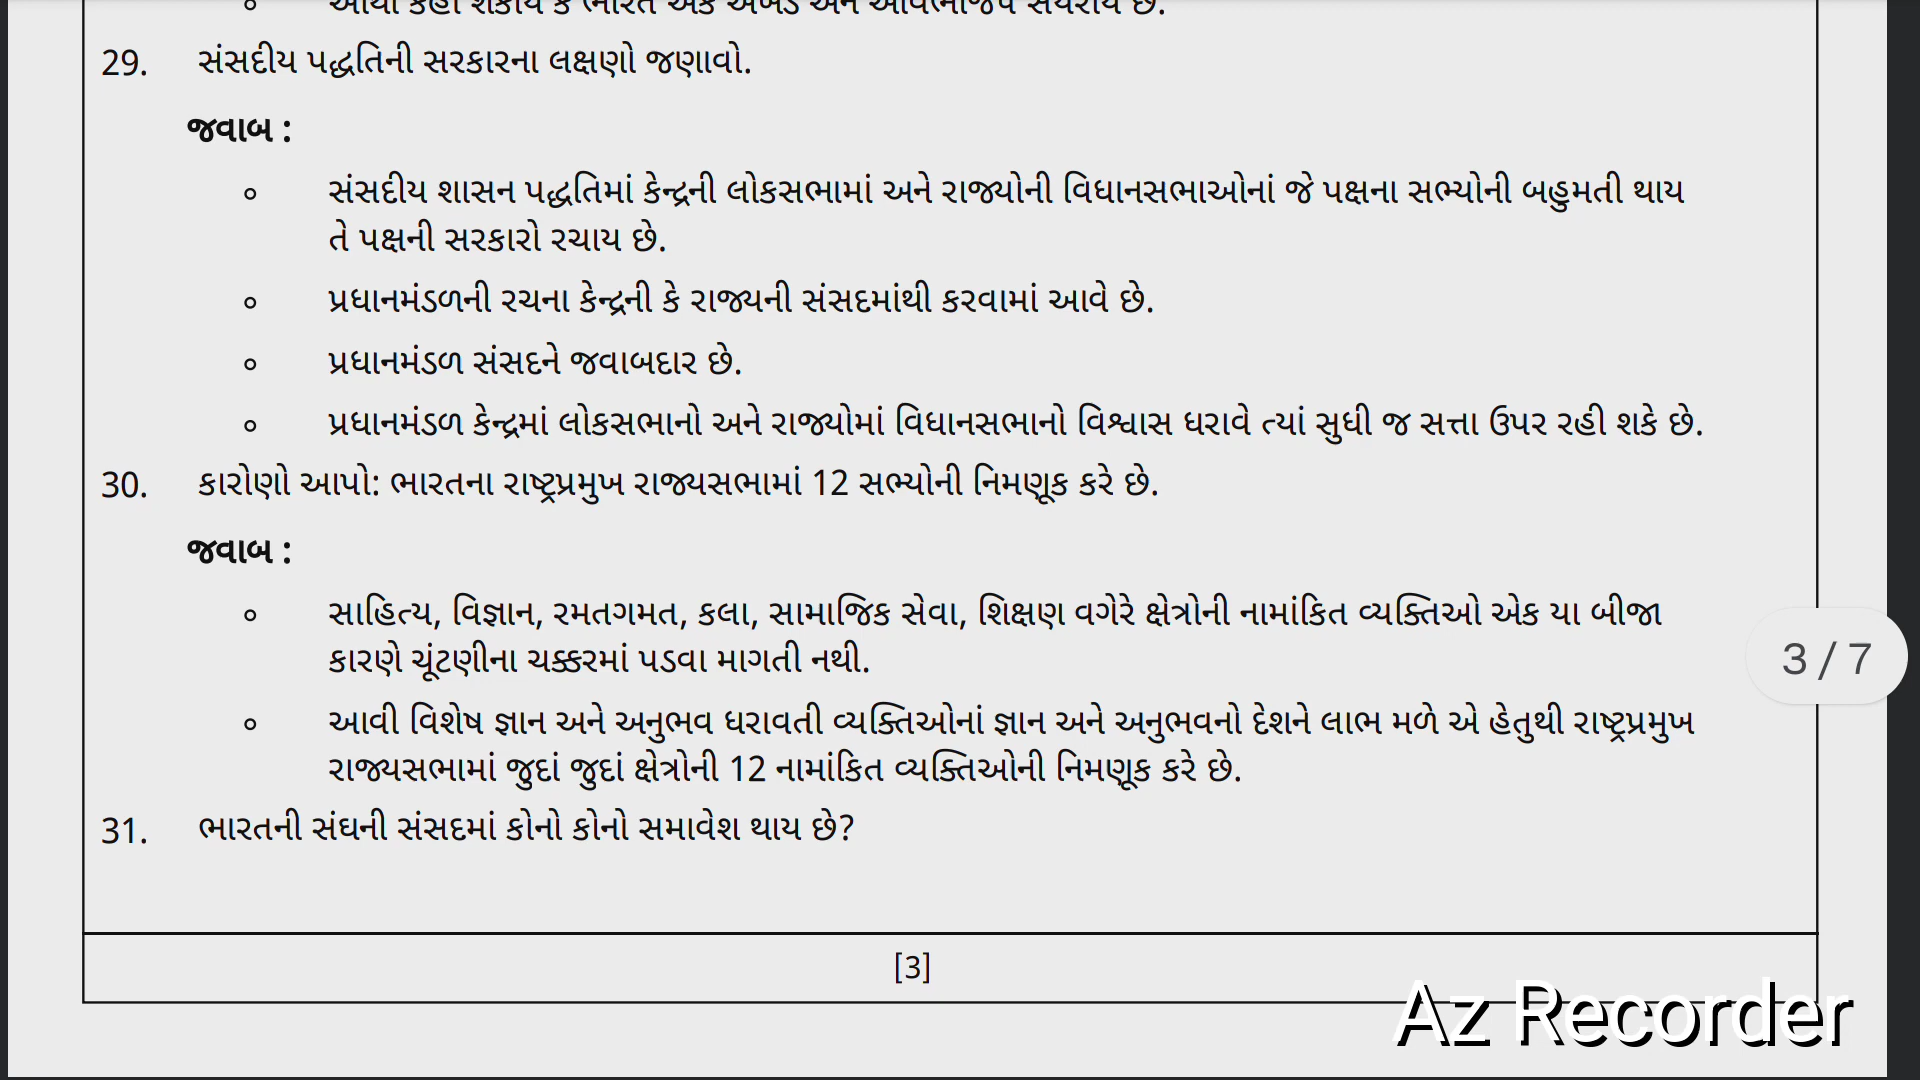 29. સંસદીય પદ્ધતિની સરકારના લક્ષણો જણાવો.
જવાબ :
સંસદીય શાસન પદ્ધતિમાં કેન્દ્રની લોકસભામાં અને રાજ્યોની વિધાનસભાઓનાં જે પક્ષના સભ્યોની બહુમતી થાય
તે પક્ષની સરકારો રચાય છે.
પ્રધાનમંડળની રચના કેન્દ્રની કે રાજ્યની સંસદમાંથી કરવામાં આવે છે.
પ્રધાનમંડળ સંસદને જવાબદાર છે.
પ્રધાનમંડળ કેન્દ્રમાં લોકસભાનો અને રાજ્યોમાં વિધાનસભાનો વિશ્વાસ ધરાવે ત્યાં સુધી જ સત્તા ઉપર રહી શકે છે.
30. કારોણો આપો: ભારતના રાષ્ટ્રપ્રમુખ રાજ્યસભામાં 12 સભ્યોની નિમણૂક કરે છે.
જવાબ :
સાહિત્ય, વિજ્ઞાન, રમતગમત, કલા, સામાજિક સેવા, શિક્ષણ વગેરે ક્ષેત્રોની નામાંકિત વ્યક્તિઓ એક યા બીજા
કારણે ચૂંટણીના ચક્કરમાં પડવા માગતી નથી.
આવી વિશેષ જ્ઞાન અને અનુભવ ધરાવતી વ્યક્તિઓનાં જ્ઞાન અને અનુભવનો દેશને લાભ મળે એ હેતુથી રાષ્ટ્રપ્રમુખ
રાજ્યસભામાં જુદાં જુદાં ક્ષેત્રોની 12 નામાંકિત વ્યક્તિઓની નિમણૂક કરે છે.
3 / 7
31. ભારતની સંઘની સંસદમાં કોનો કોનો સમાવેશ થાય છે?
[3]
Az Recorder